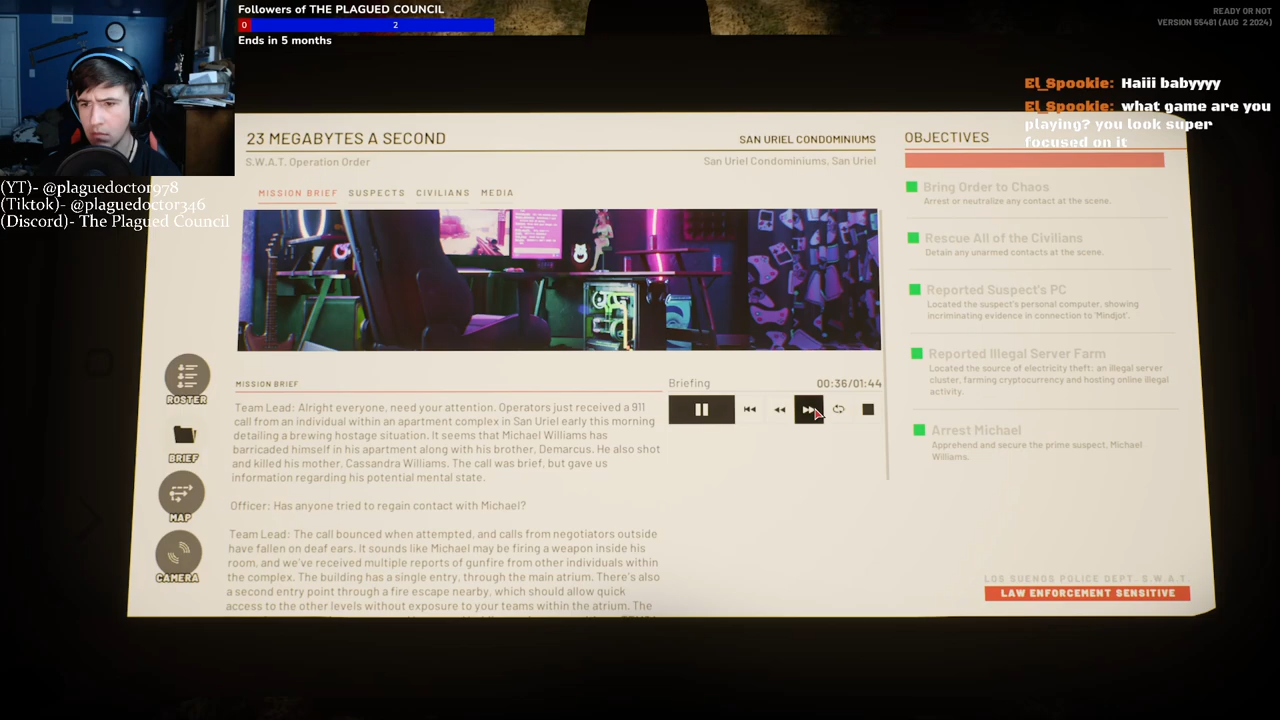 Followers of THE PLAGUED COUNCIL
0
2
Ends in 5 months
READY OR NOT
VERSION 55481 (AUG 2 2024)
El_Spookie: Haiii babyyyy
El_Spookie: what game are you
playing? you look super
focused on it
(YT)- @plaguedoctor978
(Tiktok)- @plaguedoctor346
(Discord)- The Plagued Council
23 MEGABYTES A SECOND
SAN URIEL CONDOMINIUMS
S.W.A.T. Operation Order
San Uriel Condominiums, San Uriel
MISSION BRIEF
SUSPECTS
CIVILIANS
MEDIA
ROSTER
BRIEF
MAP
CAMERA
MISSION BRIEF
Team Lead: Alright everyone, need your attention. Operators just received a 911
call from an individual within an apartment complex in San Uriel early this morning
detailing a brewing hostage situation. It seems that Michael Williams has
barricaded himself in his apartment along with his brother, Demarcus. He also shot
and killed his mother, Cassandra Williams. The call was brief, but gave us
information regarding his potential mental state.
Officer: Has anyone tried to regain contact with Michael?
Team Lead: The call bounced when attempted, and calls from negotiators outside
have fallen on deaf ears. It sounds like Michael may be firing a weapon inside his
room, and we've received multiple reports of gunfire from other individuals within
the complex. The building has a single entry, through the main atrium. There's also
a second entry point through a fire escape nearby, which should allow quick
access to the other levels without exposure to your teams within the atrium. The
Briefing
00:36/01:44
OBJECTIVES
Bring Order to Chaos
Arrest or neutralize any contact at the scene.
Rescue All of the Civilians
Detain any unarmed contacts at the scene.
Reported Suspect's PC
Located the suspect's personal computer, showing
incriminating evidence in connection to 'Mindjot'.
Reported Illegal Server Farm
Located the source of electricity theft: an illegal server
cluster, farming cryptocurrency and hosting online illegal
activity.
Arrest Michael
Apprehend and secure the prime suspect, Michael
Williams.
LOS SUENOS POLICE DEPT. S.W.A.T
LAW ENFORCEMENT SENSITIVE